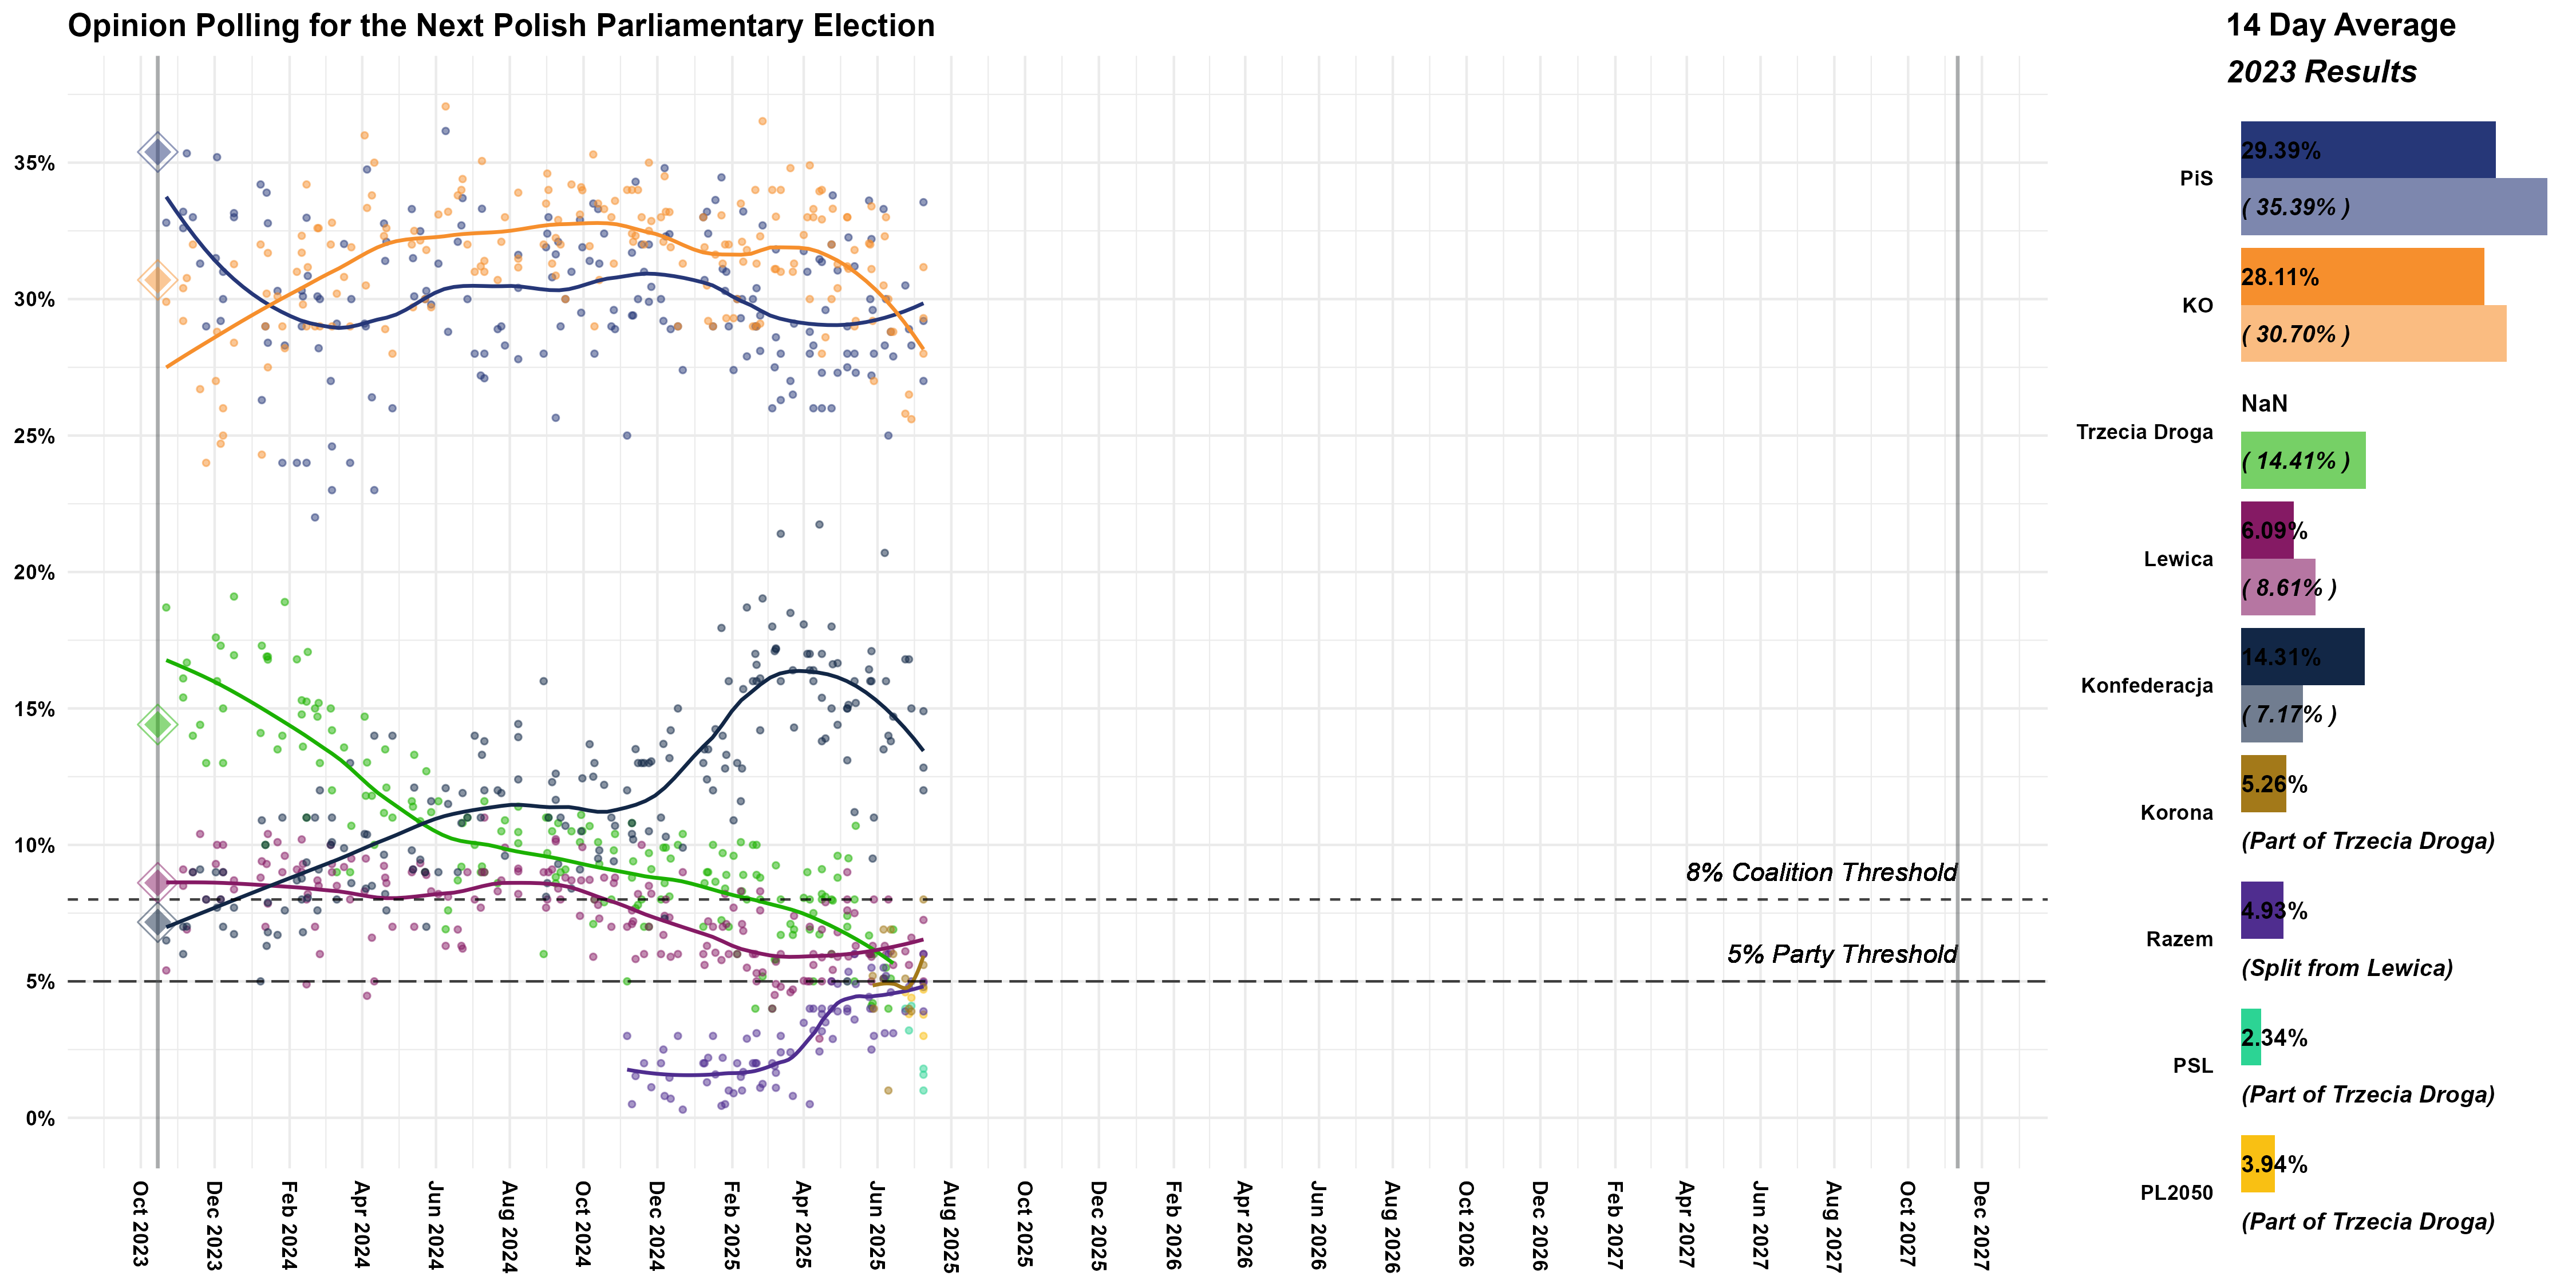 Opinion Polling for the Next Polish Parliamentary Election
35%
30%
25%
20%
15%
10%
5%
0%
8% Coalition Threshold
5% Party Threshold
Oct 2023
Dec 2023
Feb 2024
Apr 2024
Jun 2024
Aug 2024
Oct 2024
Dec 2024
Feb 2025
Apr 2025
Jun 2025
Aug 2025
Oct 2025
Dec 2025
Feb 2026
Apr 2026
Jun 2026
Aug 2026
Oct 2026
Dec 2026
Feb 2027
Apr 2027
Jun 2027
Aug 2027
Oct 2027
Dec 2027
14 Day Average
2023 Results
PiS
29.39%
( 35.39% )
KO
28.11%
( 30.70% )
Trzecia Droga
NaN
( 14.41% )
Lewica
6.09%
( 8.61% )
Konfederacja
14.31%
( 7.17% )
Korona
5.26%
(Part of Trzecia Droga)
Razem
4.93%
(Split from Lewica)
PSL
2.34%
(Part of Trzecia Droga)
PL2050
3.94%
(Part of Trzecia Droga)